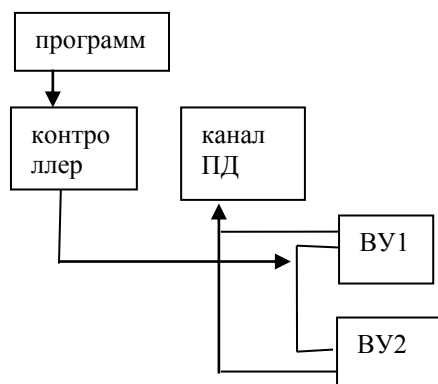 программ
контро
ллер
канал
ПД
ВУ1
ВУ2